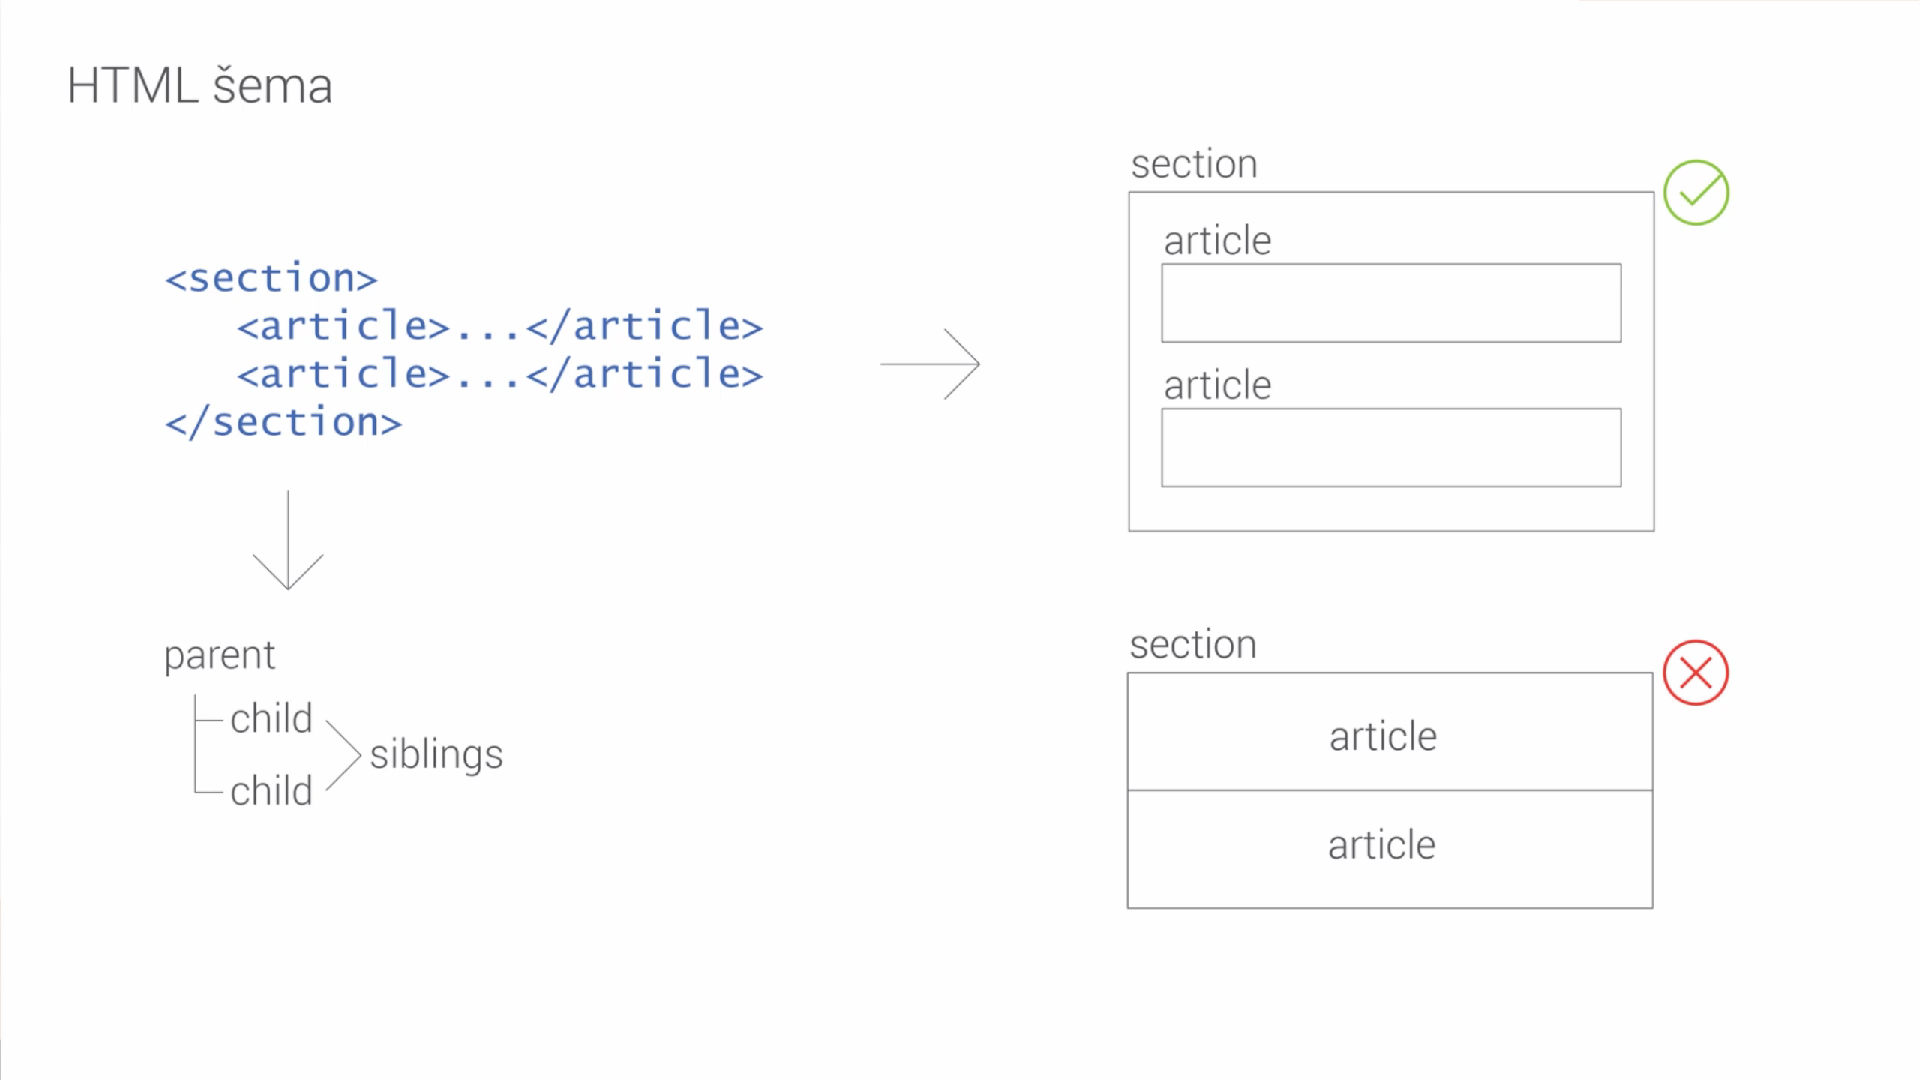 HTML šema
<section>
<article>...</article>
<article>...</article>
</section>
parent
child
child
siblings
section
article
article
section
article
article